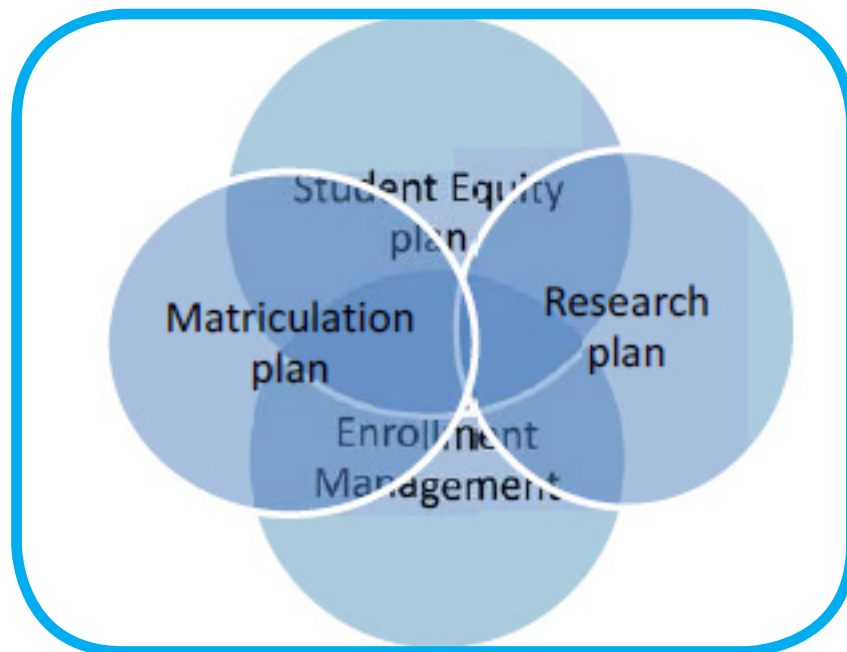 Student Equity
plan
Matriculation
plan
Research
plan
Enrollment
Management